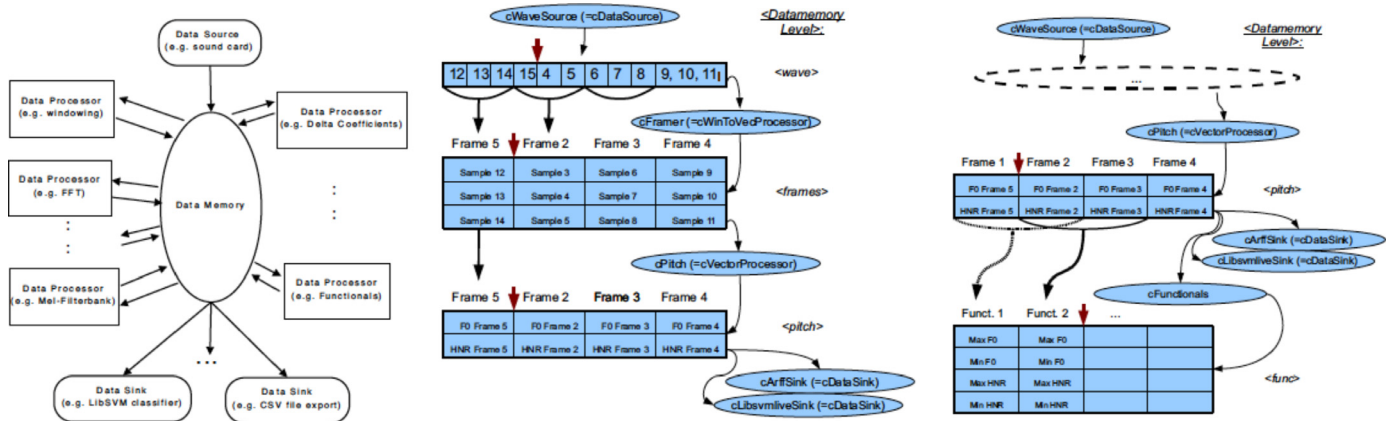 Data Source
(e.g. sound card)
Data Processor
(e.g. windowing)
Data Processor
(e.g. Delta Coefficients)
Data Processor
(e.g. FFT)
Data Memory
Data Processor
(e.g. Mel-Filterbank)
Data Processor
(e.g. Functionals)
...
Data Sink
(e.g. LibSVM classifier)
Data Sink
(e.g. CSV file export)
cWaveSource (=cDataSource)
<Datamemory
Level>:
12 13 14 15 4 5 6 7 8 9, 10, 11
<wave>
cFramer (=cWinToVecProcessor)
Frame 5 Frame 2 Frame 3 Frame 4
Sample 12 Sample 3 Sample 6 Sample 9
Sample 13 Sample 4 Sample 7 Sample 10
Sample 14 Sample 5 Sample 8 Sample 11
<frames>
cPitch (=cVectorProcessor)
Frame 5 Frame 2 Frame 3 Frame 4
F0 Frame 5 F0 Frame 2 F0 Frame 3 F0 Frame 4
HNR Frame 5 HNR Frame 2 HNR Frame 3 HNR Frame 4
<pitch>
cArffSink (=cDataSink)
cLibsvmliveSink (=cDataSink)
cWaveSource (=cDataSource)
<Datamemory
Level>:
...
cPitch (=cVectorProcessor)
Frame 1 Frame 2 Frame 3 Frame 4
F0 Frame 5 F0 Frame 2 F0 Frame 3 F0 Frame 4
HNR Frame 5 HNR Frame 2 HNR Frame 3 HNR Frame 4
<pitch>
cArffSink (=cDataSink)
cLibsvmliveSink (=cDataSink)
cFunctionals
Funct. 1 Funct. 2 ...
Max F0 Max F0
Min F0 Min F0
Max HNR Max HNR
Min HNR Min HNR
<func>